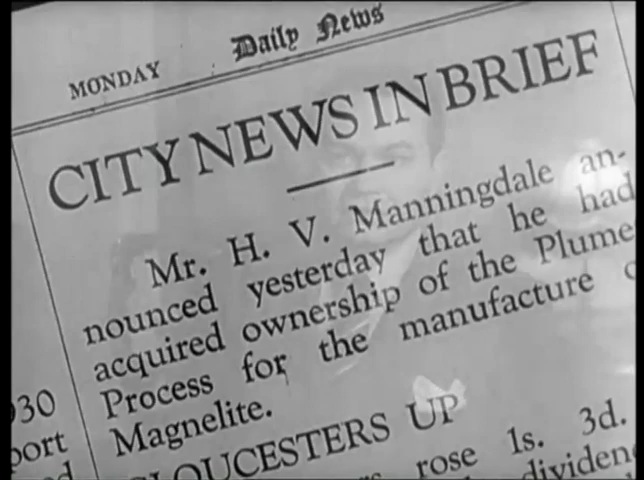 MONDAY
Daily News
CITY NEWS IN BRIEF
Mr. H. V. Manningdale an-
nounced yesterday that he had
acquired ownership of the Plume
Process for the manufacture
Magnelite.
GLOUCESTERS UP
rose 1s. 3d.
dividen
930
port